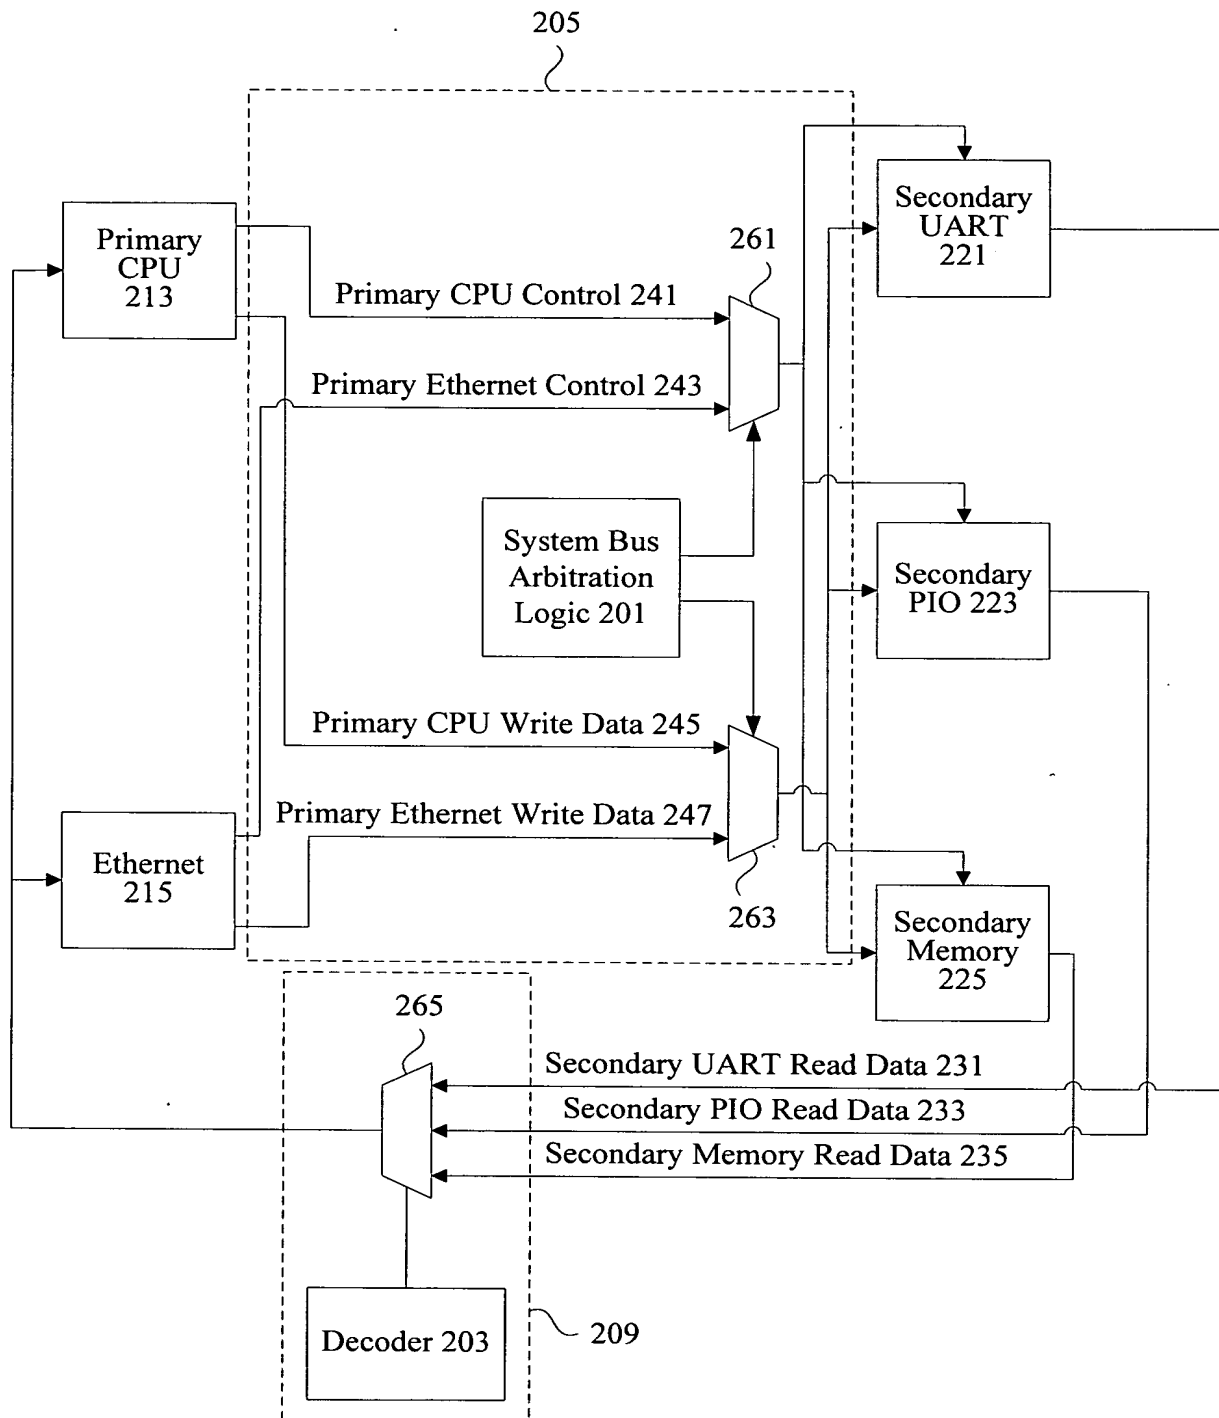 205
Primary
CPU
213
Secondary
UART
221
261
Primary CPU Control 241
Primary Ethernet Control 243
System Bus
Arbitration
Logic 201
Secondary
PIO 223
Primary CPU Write Data 245
Primary Ethernet Write Data 247
Ethernet
215
263
Secondary
Memory
225
265
Secondary UART Read Data 231
Secondary PIO Read Data 233
Secondary Memory Read Data 235
Decoder 203
209